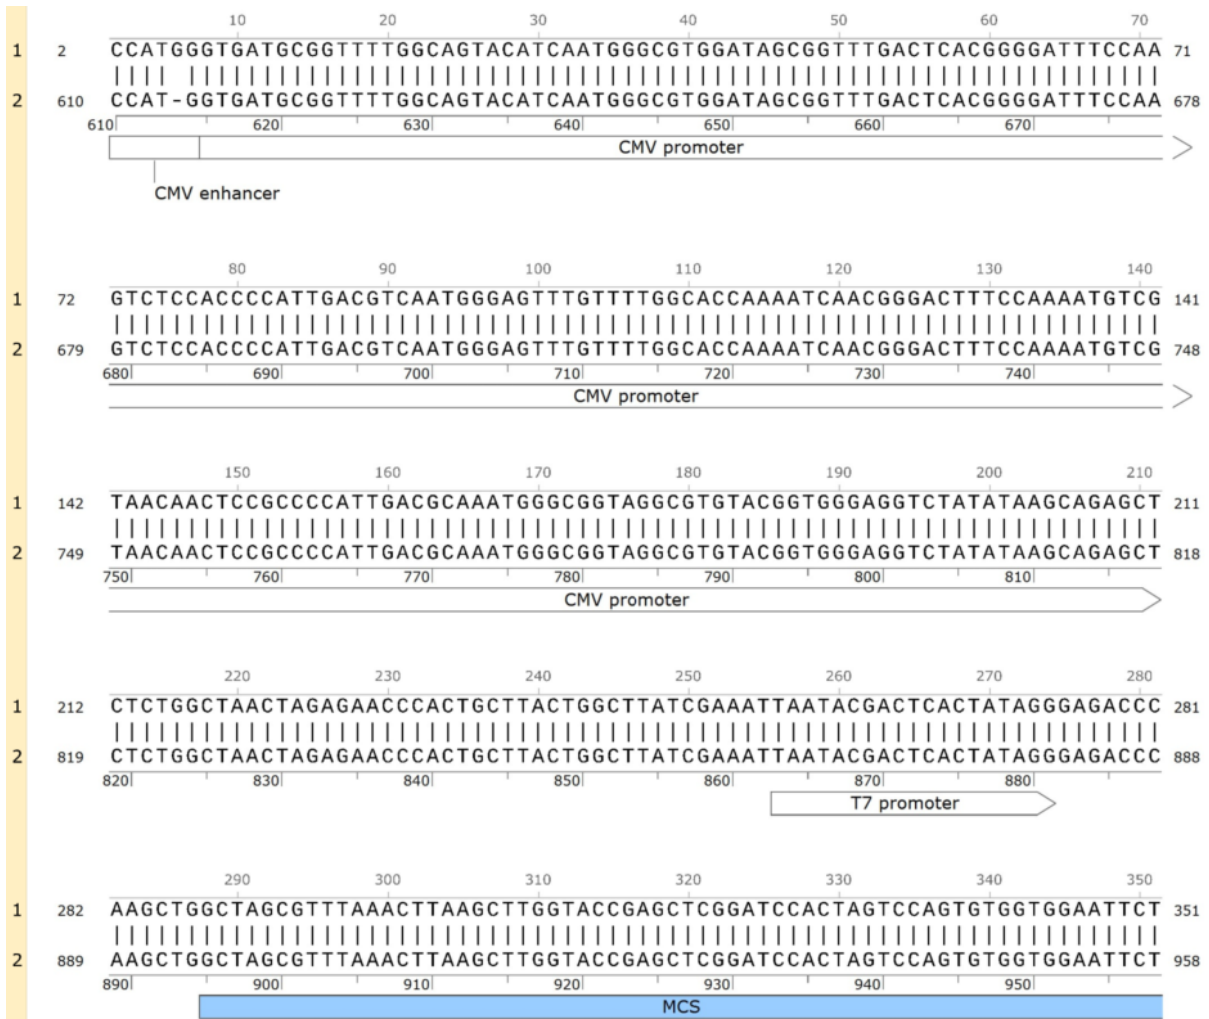 10 20 30 40 50 60 70
1 2 CCATGGGTGATGCGGTTTTGGCAGTACATCAATGGGCGTGGATAGCGGTTTGACTCACGGGGATTTCCAA 71
2 610 CCAT-GGTGATGCGGTTTTGGCAGTACATCAATGGGCGTGGATAGCGGTTTGACTCACGGGGATTTCCAA 678
610 620 630 640 650 660 670
CMV promoter
CMV enhancer
80 90 100 110 120 130 140
1 72 GTCTCCACCCCATTGACGTCAATGGGAGTTTGTTTTGGCACCAAAATCAACGGGACTTTCCAAAATGTCG 141
2 679 GTCTCCACCCCATTGACGTCAATGGGAGTTTGTTTTGGCACCAAAATCAACGGGACTTTCCAAAATGTCG 748
680 690 700 710 720 730 740
CMV promoter
150 160 170 180 190 200 210
1 142 TAACAACTCCGCCCCATTGACGCAAATGGGCGGTAGGCGTGTACGGTGGGAGGTCTATATAAGCAGAGCT 211
2 749 TAACAACTCCGCCCCATTGACGCAAATGGGCGGTAGGCGTGTACGGTGGGAGGTCTATATAAGCAGAGCT 818
750 760 770 780 790 800 810
CMV promoter
220 230 240 250 260 270 280
1 212 CTCTGGCTAACTAGAGAACCCACTGCTTACTGGCTTATCGAAATTAATACGACTCACTATAGGGAGACCC 281
2 819 CTCTGGCTAACTAGAGAACCCACTGCTTACTGGCTTATCGAAATTAATACGACTCACTATAGGGAGACCC 888
820 830 840 850 860 870 880
T7 promoter
290 300 310 320 330 340 350
1 282 AAGCTGGCTAGCGTTTAAACTTAAGCTTGGTACCGAGCTCGGATCCACTAGTCCAGTGTGGTGGAATTCT 351
2 889 AAGCTGGCTAGCGTTTAAACTTAAGCTTGGTACCGAGCTCGGATCCACTAGTCCAGTGTGGTGGAATTCT 958
890 900 910 920 930 940 950
MCS